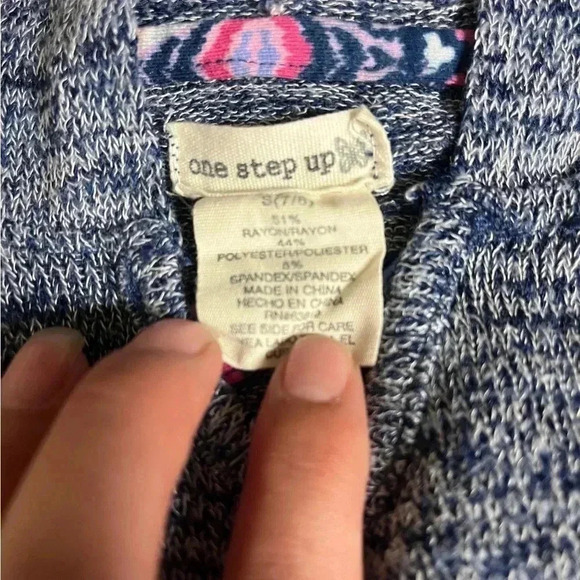 one step up
S(7/8)
51%
RAYON/RAYON
44%
POLYESTER/POLIESTER
5%
SPANDEX/SPANDEX
MADE IN CHINA
HECHO EN CHINA
SEE SIDE FOR CARE